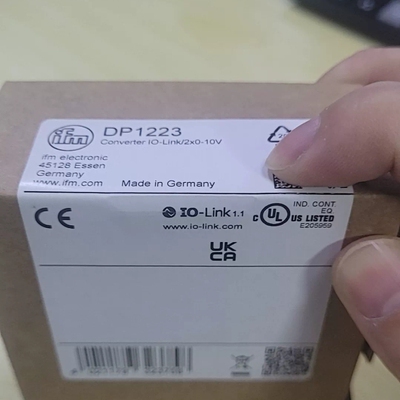 ifm
DP1223
Converter IO-Link/2x0-10V
ifm electronic
45128 Essen
Germany
www.ifm.com
Made in Germany
CE
IO-Link 1.1
www.io-link.com
IND. CONT.
EQ.
C UL US LISTED
E205959
UK
CA